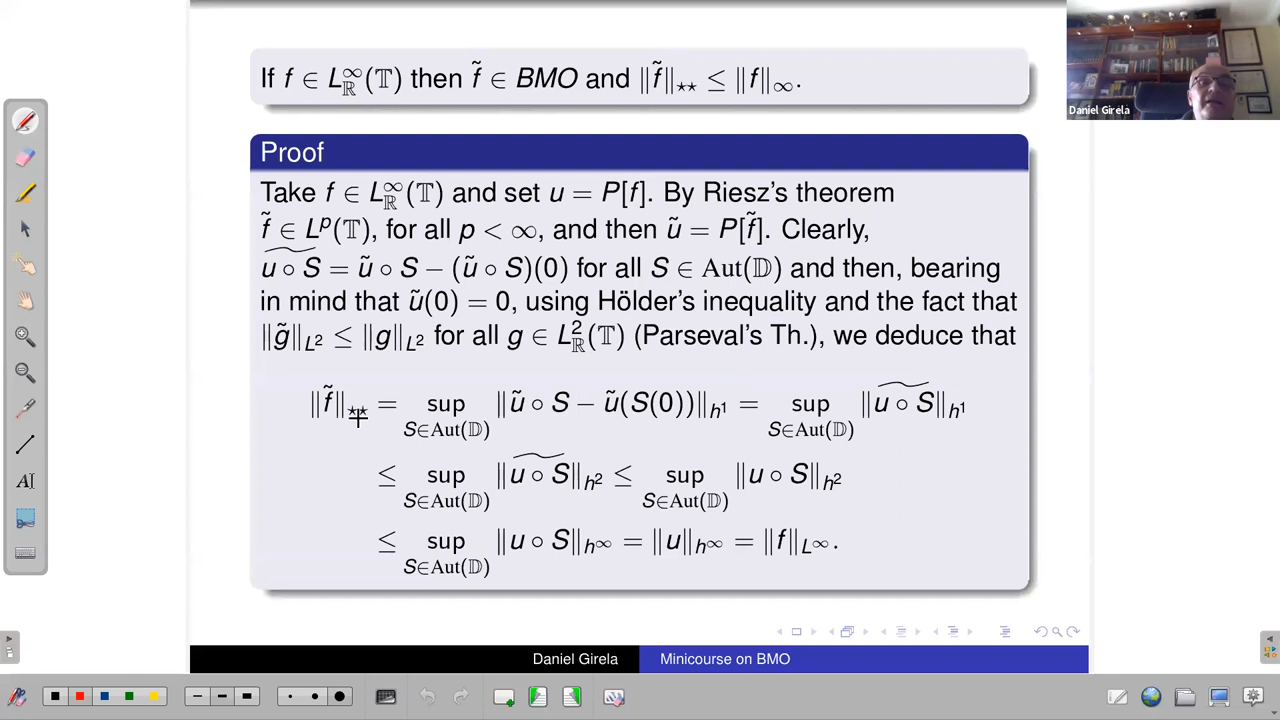 If f ∈ L^∞_ℝ(𝕋) then f̃ ∈ BMO and ‖f̃‖_⋆⋆ ≤ ‖f‖_∞.
Daniel Girela
Proof
Take f ∈ L^∞_ℝ(𝕋) and set u = P[f]. By Riesz's theorem
f̃ ∈ L^p(𝕋), for all p < ∞, and then ũ = P[f̃]. Clearly,
\widetilde{u ∘ S} = ũ ∘ S − (ũ ∘ S)(0) for all S ∈ Aut(𝔻) and then, bearing
in mind that ũ(0) = 0, using Hölder's inequality and the fact that
‖g̃‖_{L²} ≤ ‖g‖_{L²} for all g ∈ L²_ℝ(𝕋) (Parseval's Th.), we deduce that
‖f̃‖_⋆⋆ = sup_{S∈Aut(𝔻)} ‖ũ ∘ S − ũ(S(0))‖_{h¹} = sup_{S∈Aut(𝔻)} ‖\widetilde{u ∘ S}‖_{h¹}
≤ sup_{S∈Aut(𝔻)} ‖\widetilde{u ∘ S}‖_{h²} ≤ sup_{S∈Aut(𝔻)} ‖u ∘ S‖_{h²}
≤ sup_{S∈Aut(𝔻)} ‖u ∘ S‖_{h^∞} = ‖u‖_{h^∞} = ‖f‖_{L^∞}.
Daniel Girela Minicourse on BMO